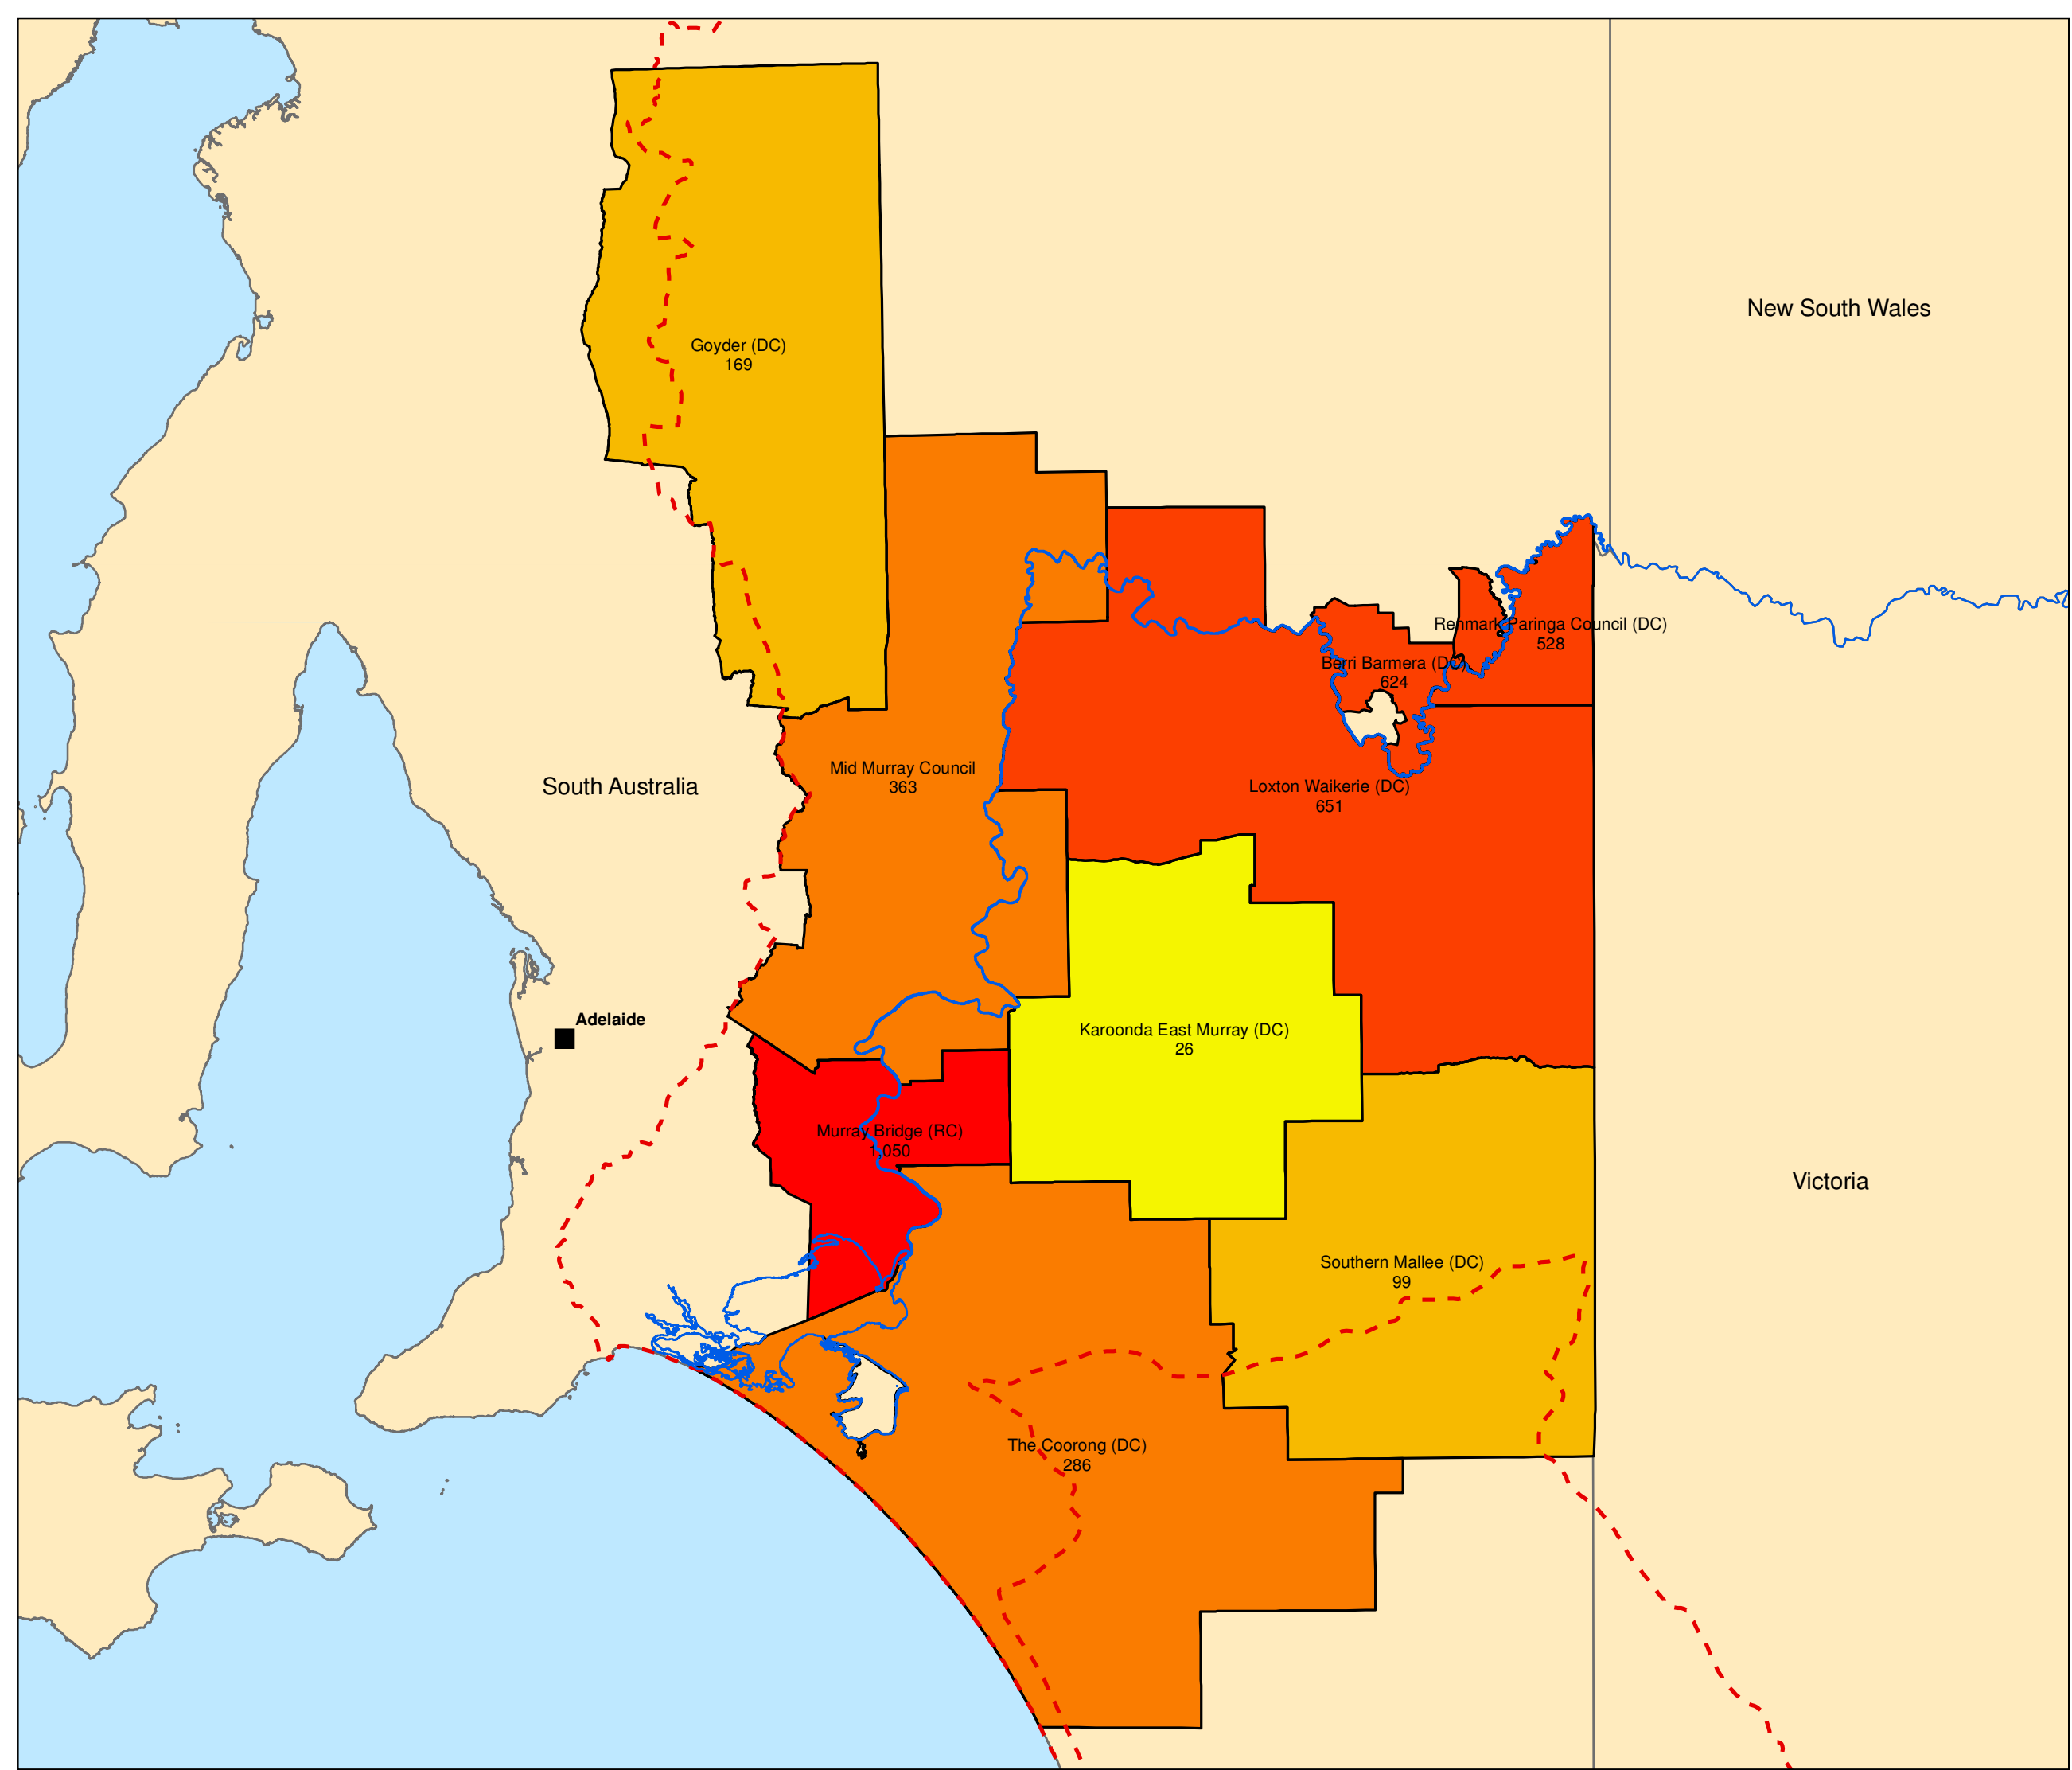 New South Wales
Goyder (DC)
169
Renmark Paringa Council (DC)
528
Berri Barmera (DC)
624
Mid Murray Council
363
South Australia
Loxton Waikerie (DC)
651
Adelaide
Karoonda East Murray (DC)
26
Murray Bridge (RC)
1,050
Victoria
Southern Mallee (DC)
99
The Coorong (DC)
286